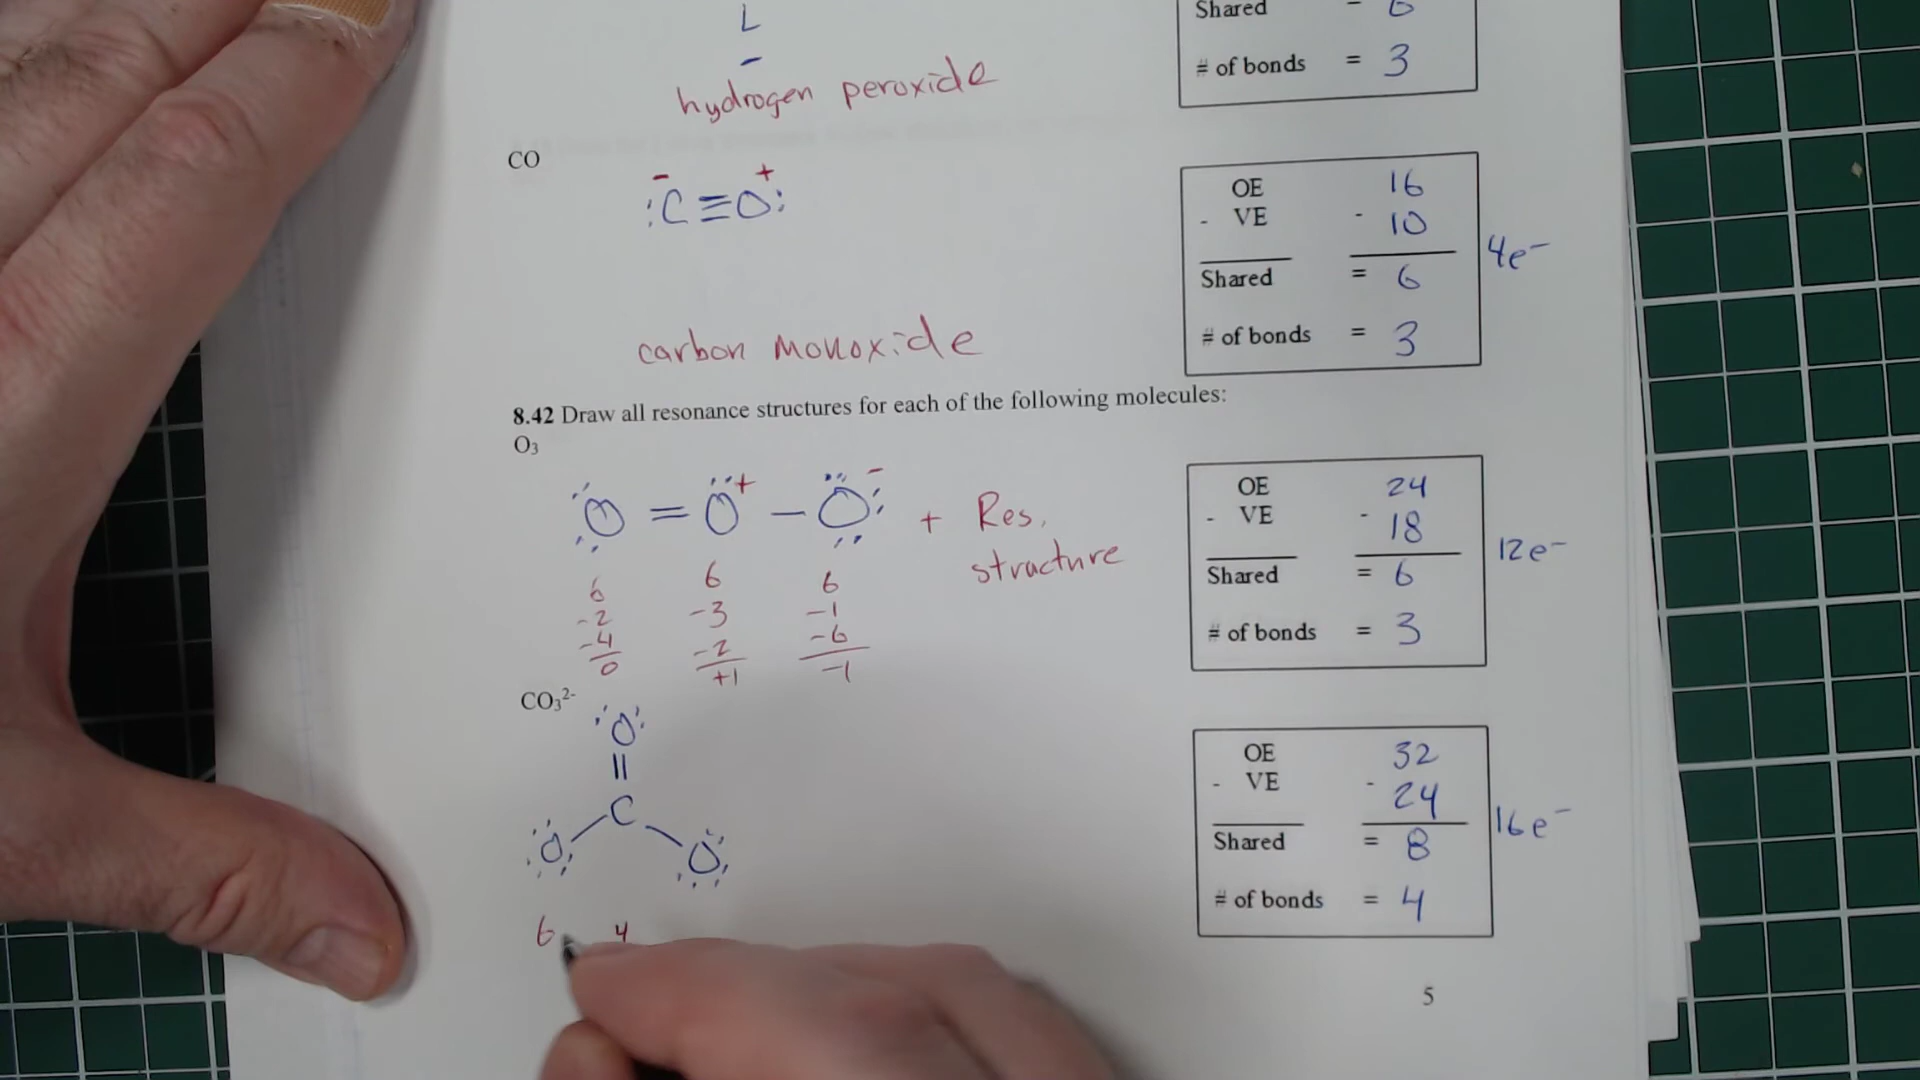 Shared = 6
# of bonds = 3
hydrogen peroxide
CO
- +
:C≡O:
OE 16
- VE - 10
Shared = 6
4e-
# of bonds = 3
carbon monoxide
8.42 Draw all resonance structures for each of the following molecules:
O3
O = O+ - O- + Res.
structure
6 6 6
-2 -3 -1
-4 -2 -6
0 +1 -1
OE 24
- VE - 18
Shared = 6
12e-
# of bonds = 3
CO3 2-
O
||
C
O O
6 4
OE 32
- VE - 24
Shared = 8
16e-
# of bonds = 4
5